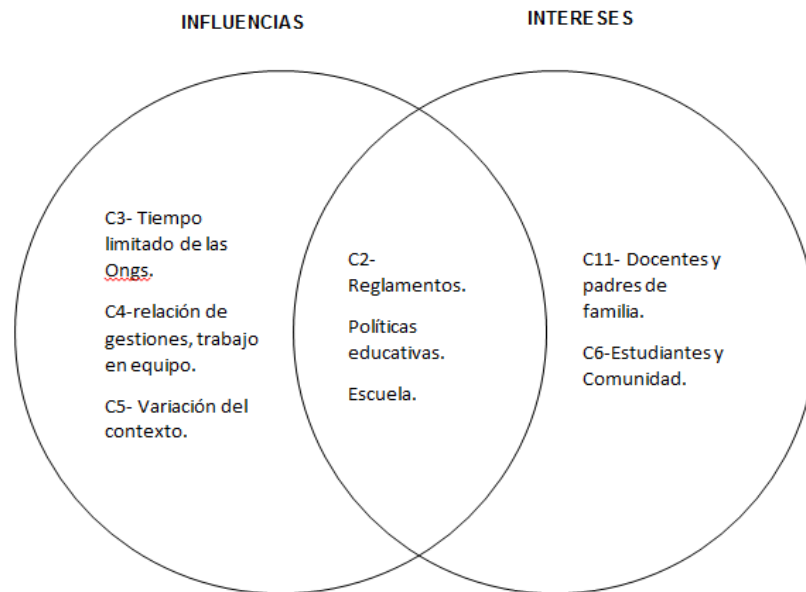 INFLUENCIAS
INTERESES
C3- Tiempo
limitado de las
Ongs.
C4-relación de
gestiones, trabajo
en equipo.
C5- Variación del
contexto.
C2-
Reglamentos.
Políticas
educativas.
Escuela.
C11- Docentes y
padres de
familia.
C6-Estudiantes y
Comunidad.